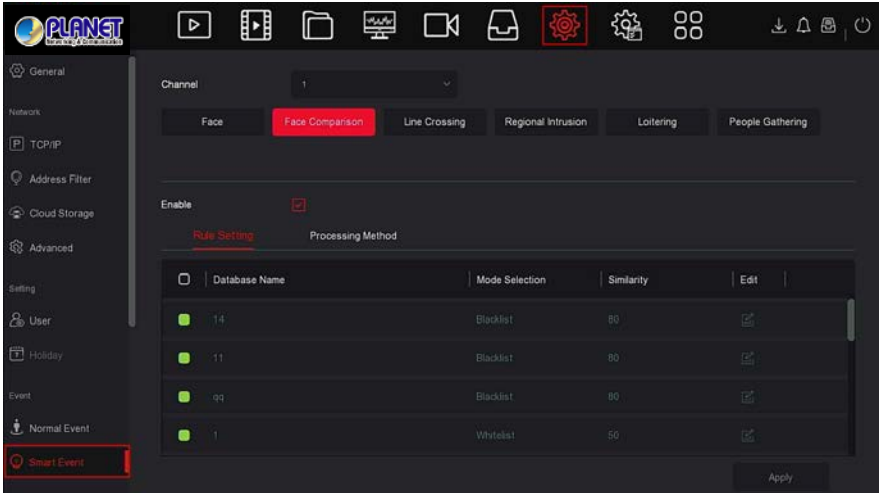 PLANET
Networking & Communication
General
Network
TCP/IP
Address Filter
Cloud Storage
Advanced
Setting
User
Holiday
Event
Normal Event
Smart Event
Channel 1
Face Face Comparison Line Crossing Regional Intrusion Loitering People Gathering
Enable
Rule Setting Processing Method
Database Name Mode Selection Similarity Edit
14 Blacklist 80
11 Blacklist 80
qq Blacklist 80
1 Whitelist 50
Apply